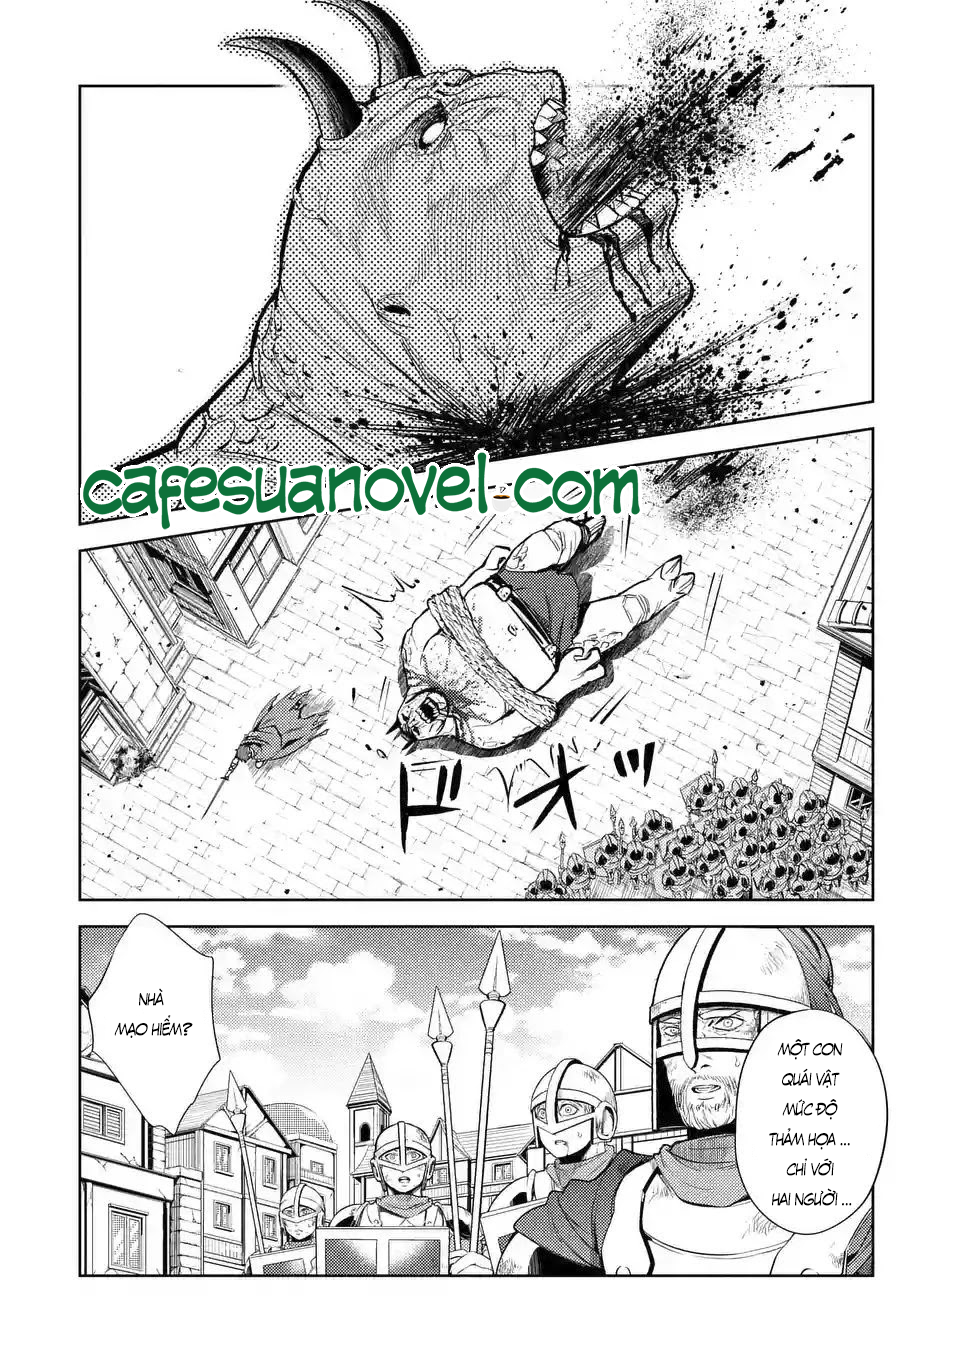 cafesuanovel.com
ドオッ
MỘT CON
QUÁI VẬT
MỨC ĐỘ
THẢM HỌA ...
CHỈ VỚI
HAI NGƯỜI ...
NHÀ
MẠO HIỂM?